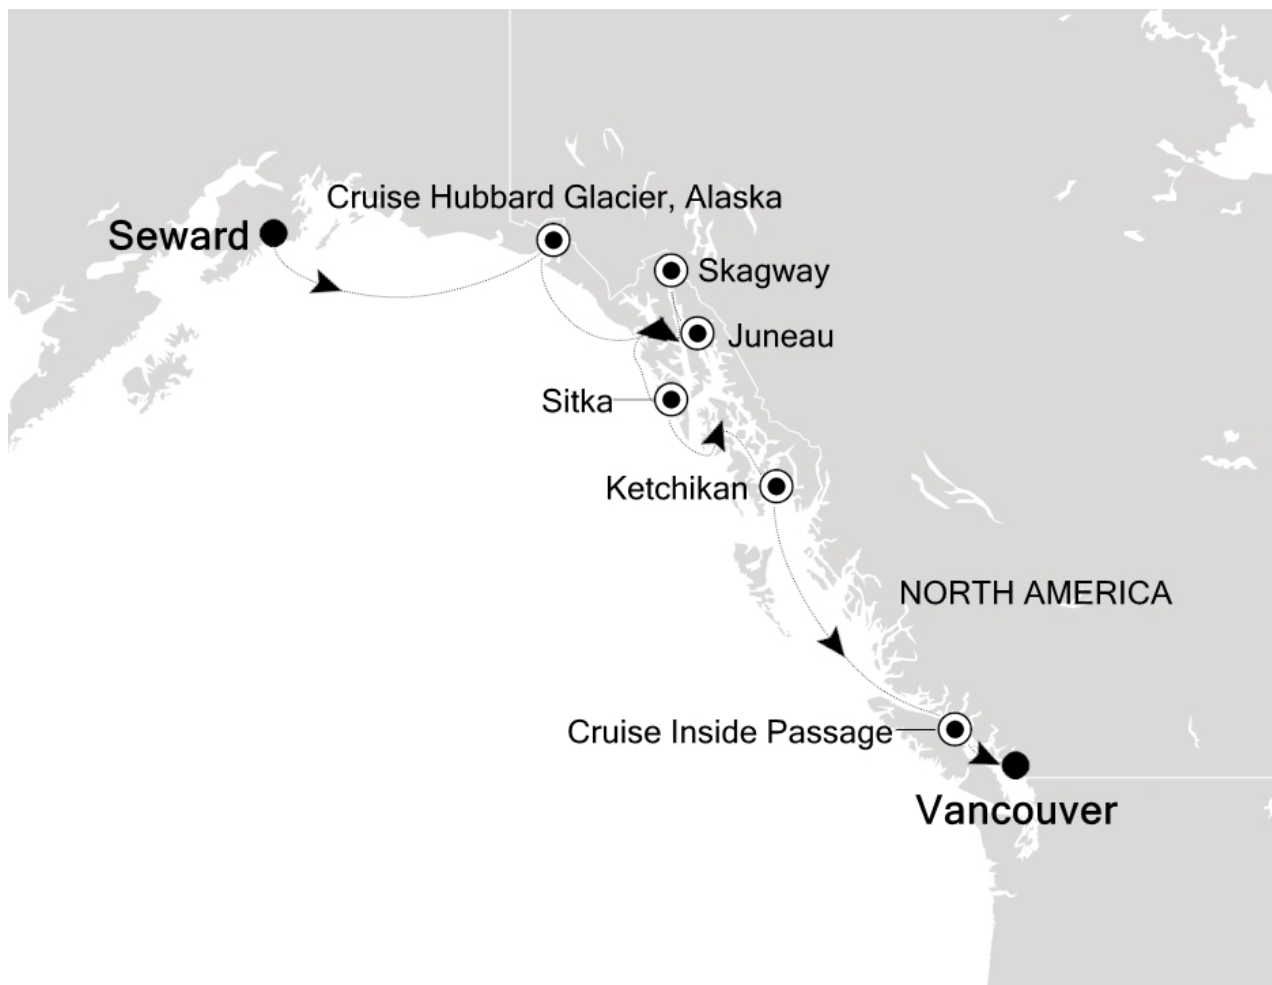 Cruise Hubbard Glacier, Alaska
Seward
Skagway
Juneau
Sitka
Ketchikan
NORTH AMERICA
Cruise Inside Passage
Vancouver